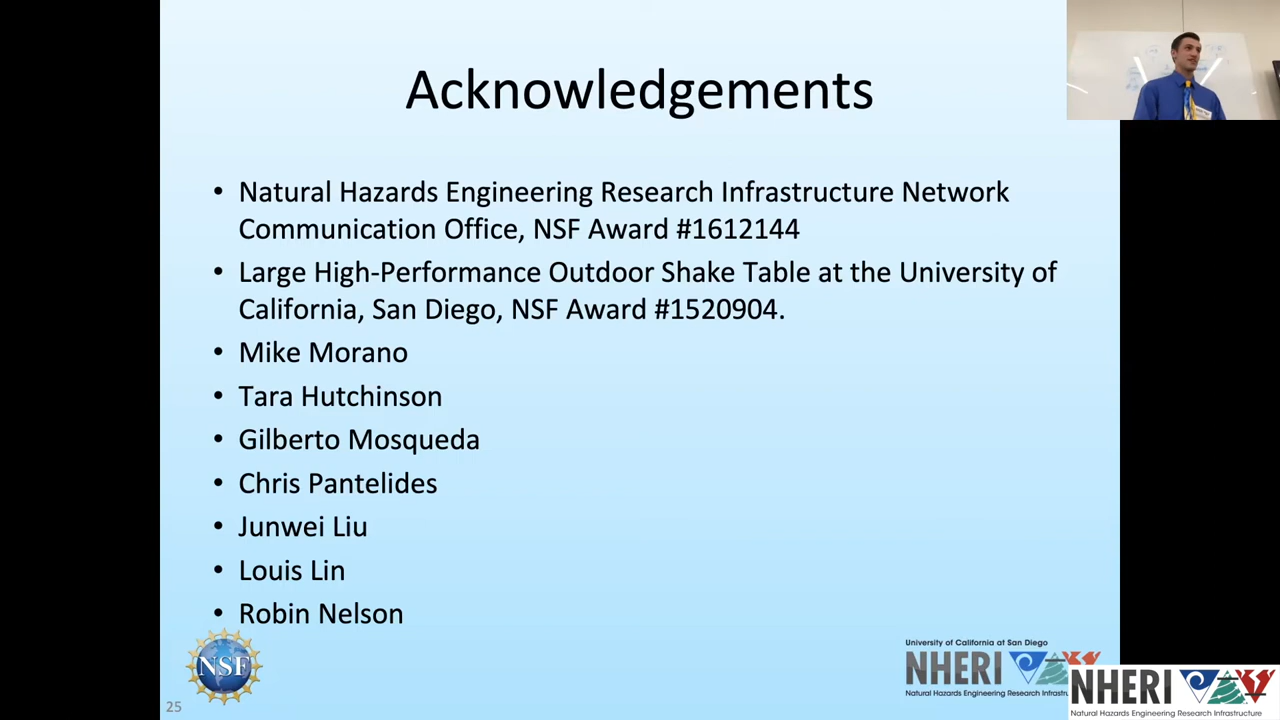 Acknowledgements
• Natural Hazards Engineering Research Infrastructure Network
Communication Office, NSF Award #1612144
• Large High-Performance Outdoor Shake Table at the University of
California, San Diego, NSF Award #1520904.
• Mike Morano
• Tara Hutchinson
• Gilberto Mosqueda
• Chris Pantelides
• Junwei Liu
• Louis Lin
• Robin Nelson
NSF
University of California at San Diego
NHERI
Natural Hazards Engineering Research Infrastru
NHERI
Natural Hazards Engineering Research Infrastructure
25